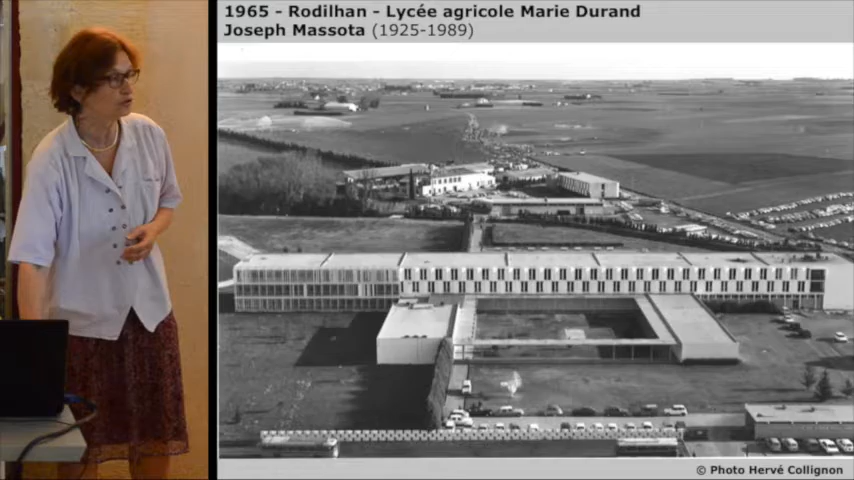 1965 - Rodilhan - Lycée agricole Marie Durand
Joseph Massota (1925-1989)
© Photo Hervé Collignon